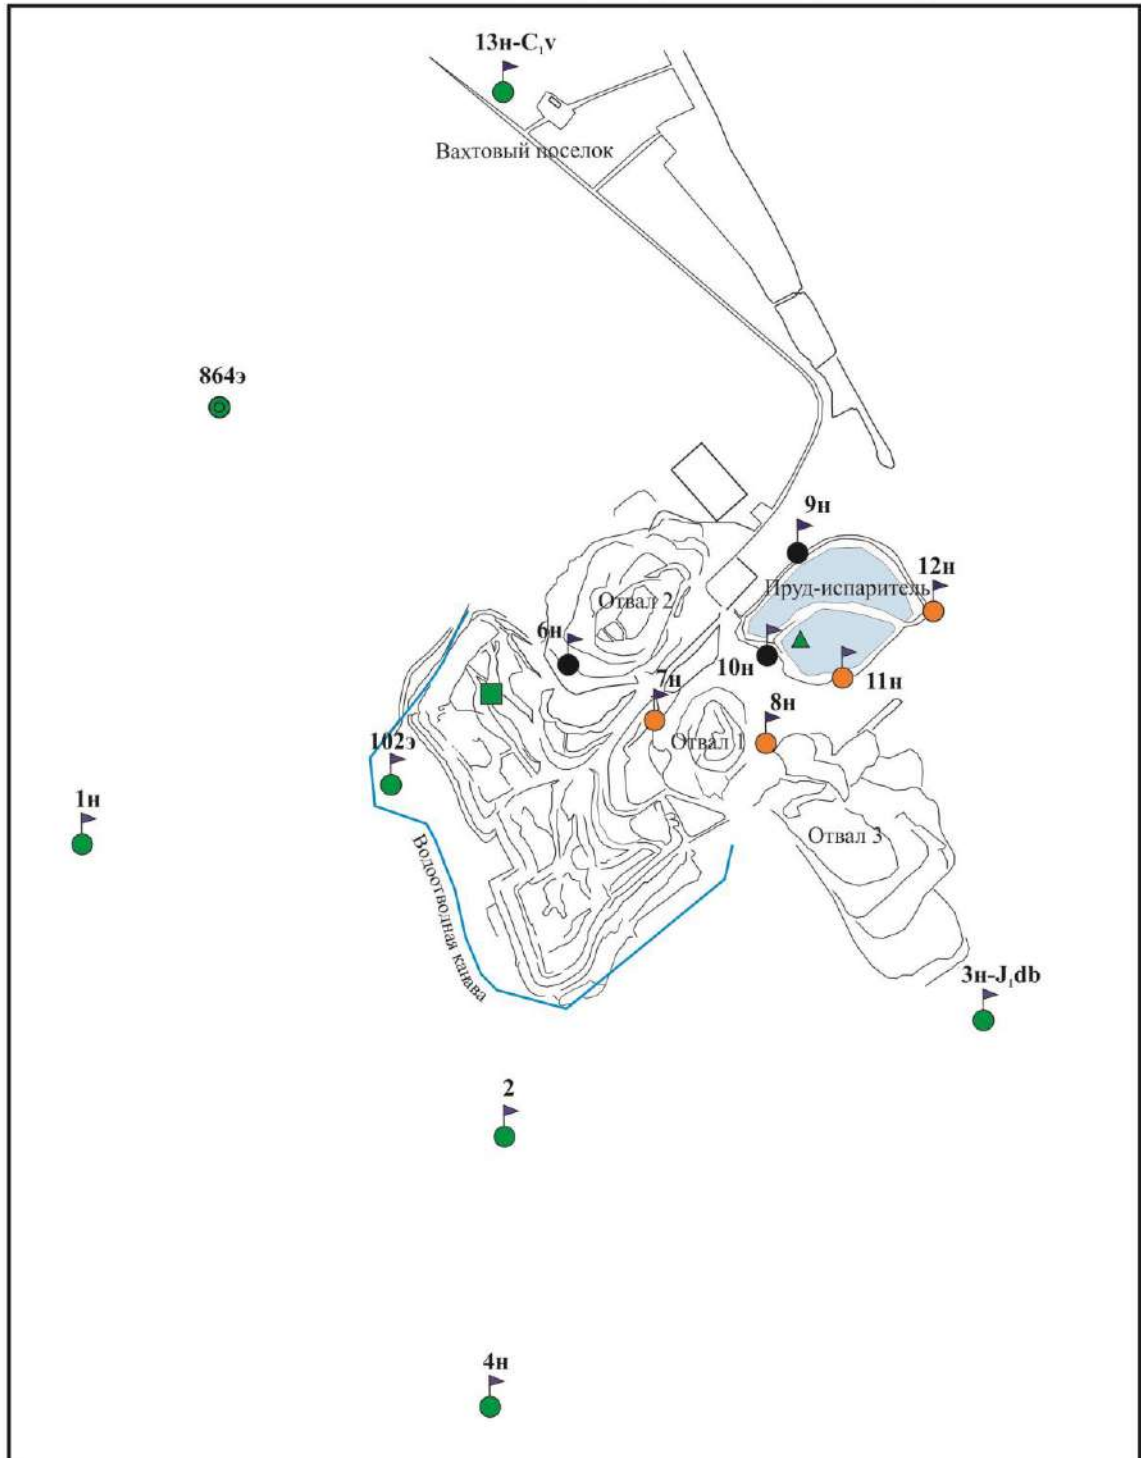 13н-C₁v
Вахтовый поселок
864э
9н
12н
Пруд-испаритель
Отвал 2
6н
10н
7н
11н
8н
Отвал 1
102э
1н
Отвал 3
Водоотводная канава
3н-J₁db
2
4н